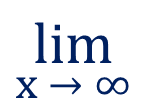 lim
x → ∞